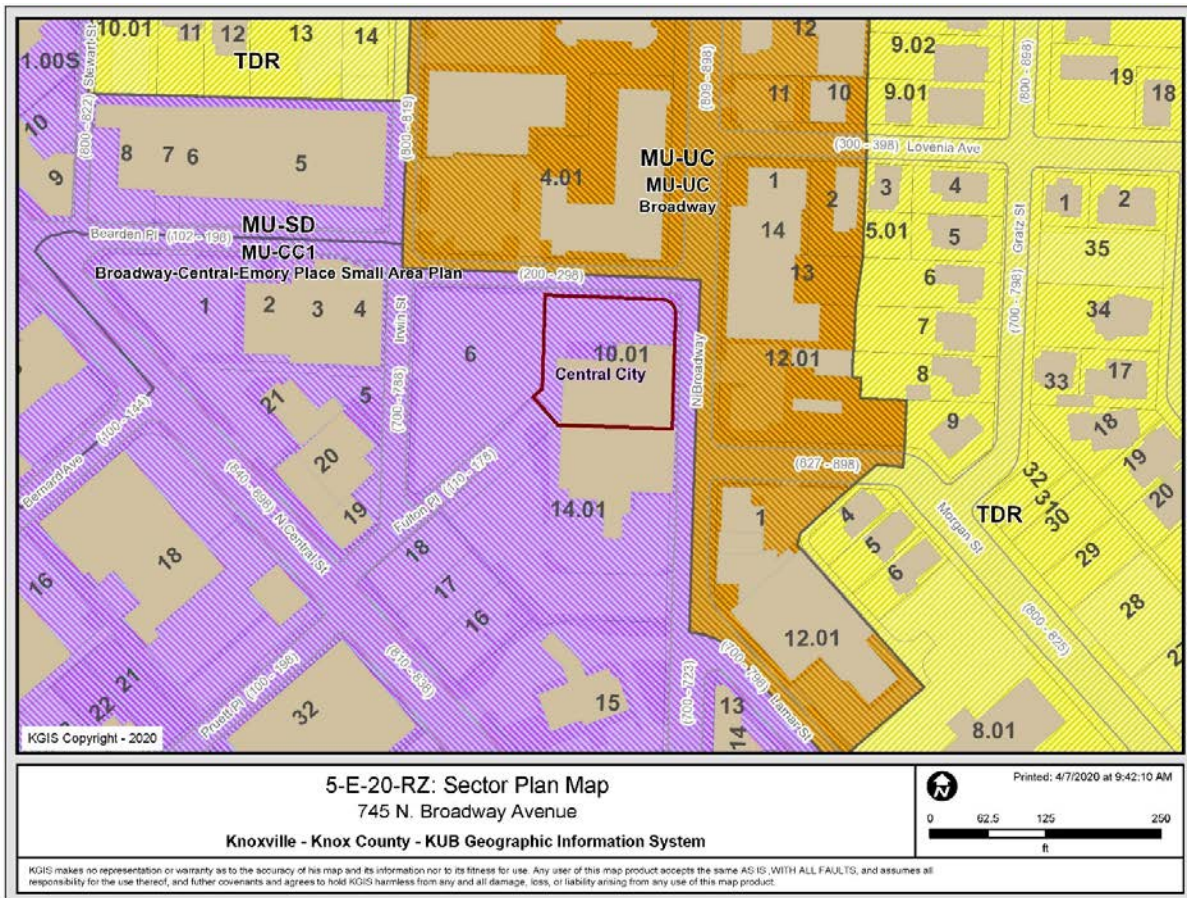 10.01
11
12
13
14
1.00S
Stewart St
(800 - 822)
TDR
(800 - 819)
(809 - 898)
12
9.02
(800 - 898)
19
18
10
9
8
7
6
5
11
10
9.01
MU-UC
MU-UC
Broadway
4.01
(300 - 398) Lovenia Ave
1
2
3
4
1
2
14
5.01
5
Gratz St
35
MU-SD
MU-CC1
Bearden Pl (102 - 198)
Broadway-Central-Emory Place Small Area Plan
(200 - 298)
13
6
(700 - 798)
34
1
2
3
4
Irwin St
6
10.01
Central City
N Broadway
12.01
7
8
33
17
21
5
(700 - 788)
9
18
Bernard Ave (100 - 144)
20
19
Fulton Pl (110 - 178)
(827 - 898)
19
20
14.01
1
4
5
6
Morgan St
TDR
32
31
30
29
28
(840 - 898) N Central St
18
18
17
16
16
12.01
(800 - 825)
21
22
Pruett Pl (100 - 198)
32
(810 - 838)
15
(700 - 723)
(700 - 798) Lamar St
13
14
8.01
KGIS Copyright - 2020
5-E-20-RZ: Sector Plan Map
745 N. Broadway Avenue
Knoxville - Knox County - KUB Geographic Information System
N
Printed: 4/7/2020 at 9:42:10 AM
0 62.5 125 250
ft
KGIS makes no representation or warranty as to the accuracy of his map and its information nor to its fitness for use. Any user of this map product accepts the same AS IS ,WITH ALL FAULTS, and assumes all
responsibility for the use thereof, and futher covenants and agrees to hold KGIS harmless from any and all damage, loss, or liability arising from any use of this map product.